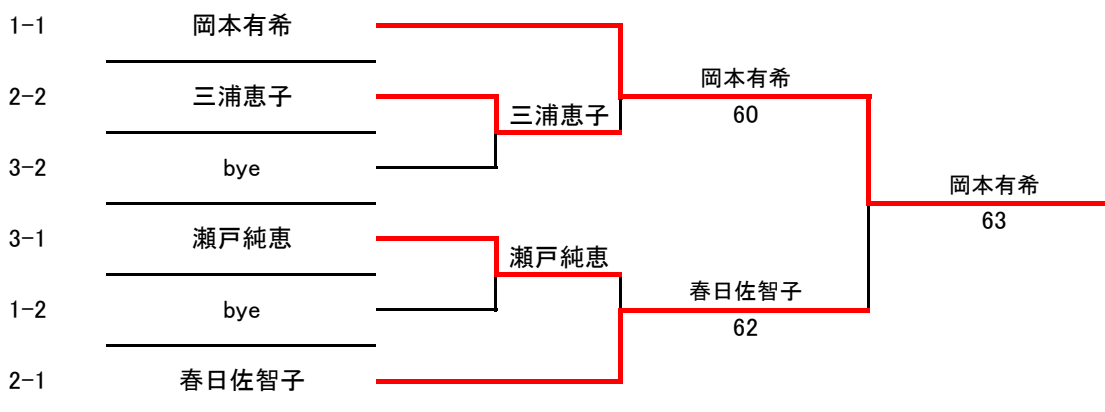 1-1 岡本有希
岡本有希
2-2 三浦恵子
三浦恵子
60
3-2 bye
岡本有希
63
3-1 瀬戸純恵
瀬戸純恵
春日佐智子
1-2 bye
62
2-1 春日佐智子